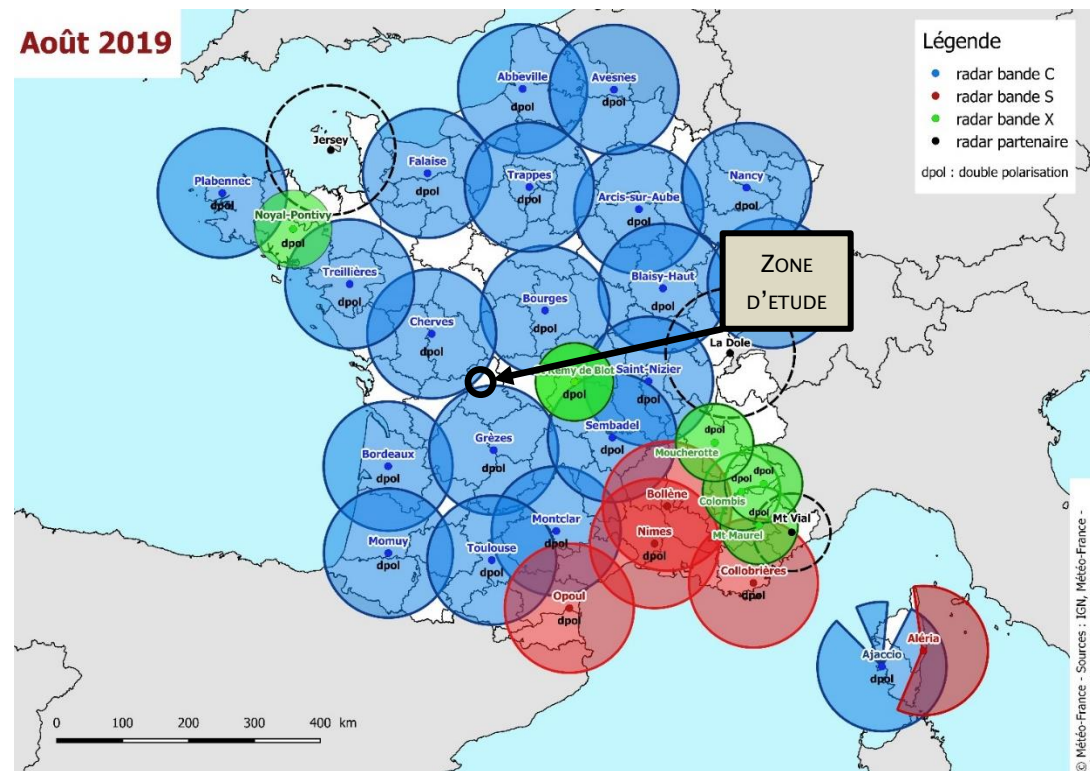 Août 2019
Légende
radar bande C
radar bande S
radar bande X
radar partenaire
dpol : double polarisation
Abbeville
dpol
Avesnes
dpol
Jersey
Falaise
dpol
Trappes
dpol
Nancy
dpol
Plabennec
dpol
Arcis-sur-Aube
dpol
Noyal-Pontivy
dpol
Treillières
dpol
Blaisy-Haut
dpol
ZONE
D'ETUDE
Bourges
dpol
Cherves
dpol
La Dole
Rémy de Blot
dpol
Saint-Nizier
dpol
Sembadel
dpol
Grèzes
dpol
Bordeaux
dpol
dpol
Moucherotte
dpol
dpol
Colombis
dpol
Bollène
Mt Vial
Mt Maurel
Montclar
dpol
Nimes
dpol
Momuy
dpol
Toulouse
dpol
Collobrières
dpol
Opoul
dpol
Aléria
Ajaccio
dpol
0 100 200 300 400 km
© Météo-France - Sources : IGN, Météo-France -